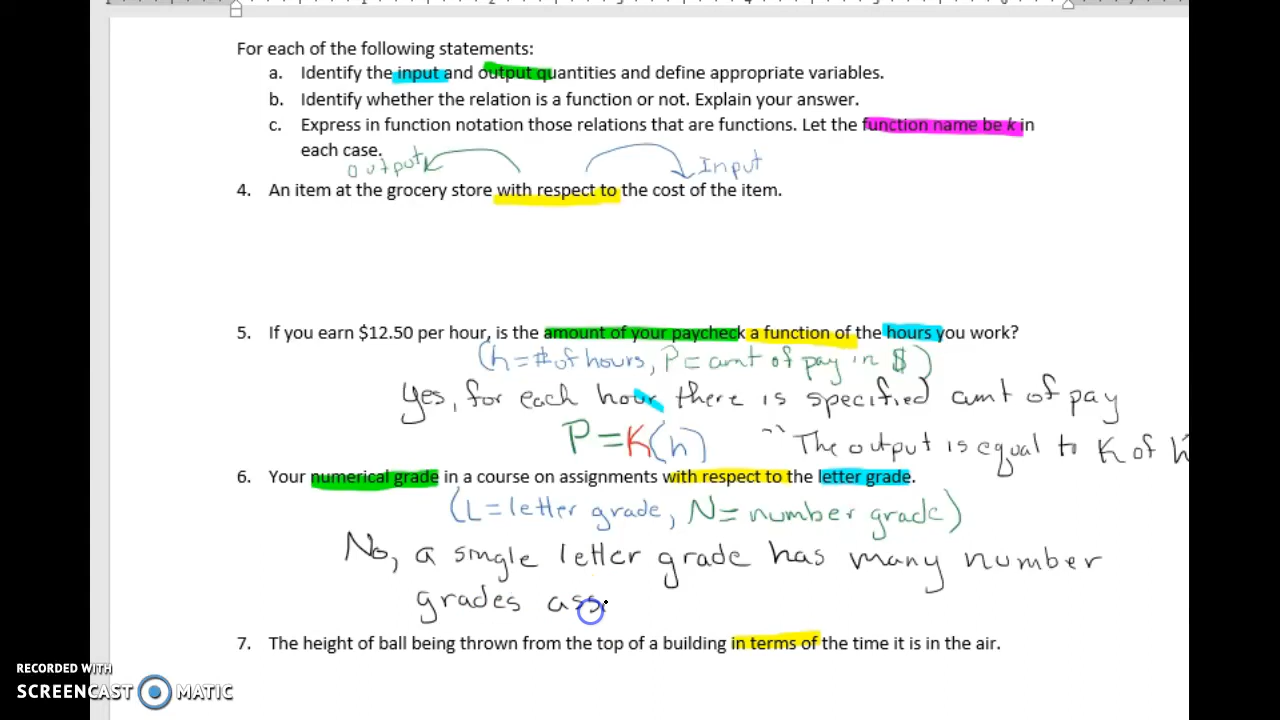 For each of the following statements:
a. Identify the input and output quantities and define appropriate variables.
b. Identify whether the relation is a function or not. Explain your answer.
c. Express in function notation those relations that are functions. Let the function name be k in
each case.
output Input
4. An item at the grocery store with respect to the cost of the item.
5. If you earn $12.50 per hour, is the amount of your paycheck a function of the hours you work?
(h = # of hours, P = amt of pay in $)
Yes, for each hour there is specified amt of pay
P = K(h) "The output is equal to K of h"
6. Your numerical grade in a course on assignments with respect to the letter grade.
(L = letter grade, N = number grade)
No, a single letter grade has many number
grades ass
7. The height of ball being thrown from the top of a building in terms of the time it is in the air.
RECORDED WITH
SCREENCAST MATIC